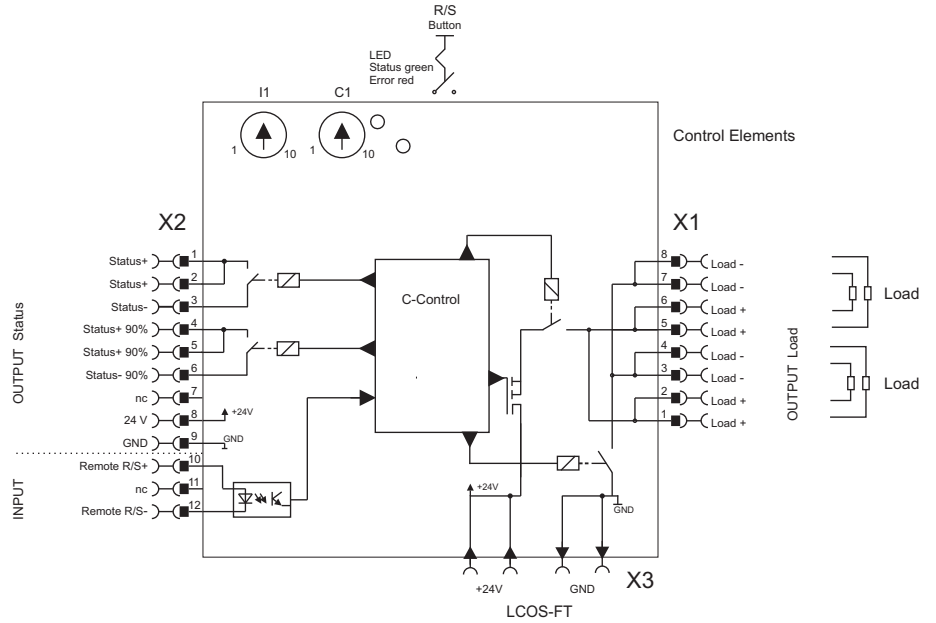 R/S
Button
LED
Status green
Error red
I1
C1
1
10
1
10
Control Elements
X2
X1
OUTPUT Status
Status+
1
Status+
2
Status-
3
Status+ 90%
4
Status+ 90%
5
Status- 90%
6
nc
7
24 V
8
+24V
GND
9
GND
INPUT
Remote R/S+
10
nc
11
Remote R/S-
12
C-Control
8
Load -
7
Load -
6
Load +
5
Load +
4
Load -
3
Load -
2
Load +
1
Load +
OUTPUT Load
Load
Load
+24V
GND
+24V
GND
X3
LCOS-FT